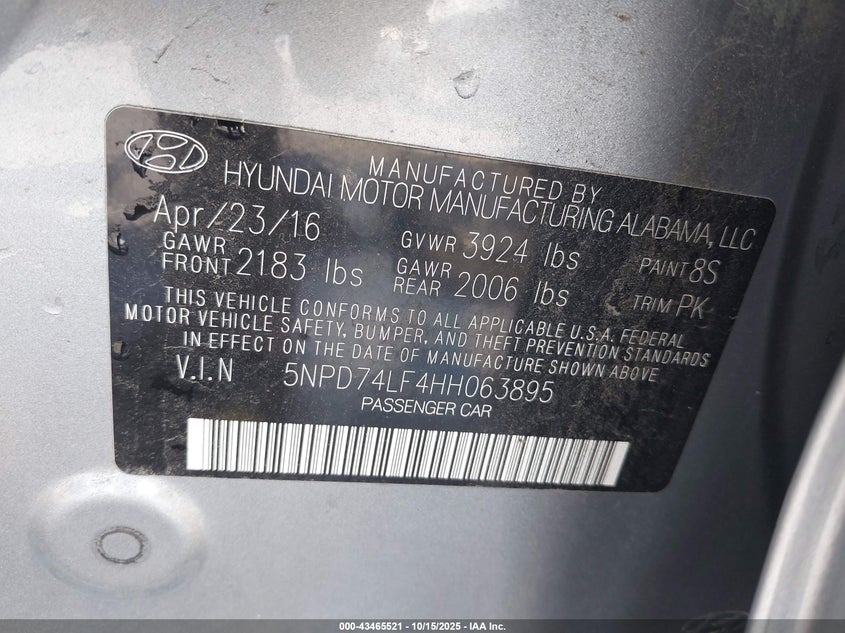 MANUFACTURED BY
HYUNDAI MOTOR MANUFACTURING ALABAMA, LLC
Apr/23/16 GVWR 3924 lbs PAINT 8S
GAWR FRONT 2183 lbs GAWR REAR 2006 lbs TRIM PK
THIS VEHICLE CONFORMS TO ALL APPLICABLE U.S.A. FEDERAL
MOTOR VEHICLE SAFETY, BUMPER, AND THEFT PREVENTION STANDARDS
IN EFFECT ON THE DATE OF MANUFACTURE SHOWN ABOVE
V.I.N 5NPD74LF4HH063895
PASSENGER CAR
000-43465521 - 10/15/2025 - IAA Inc.